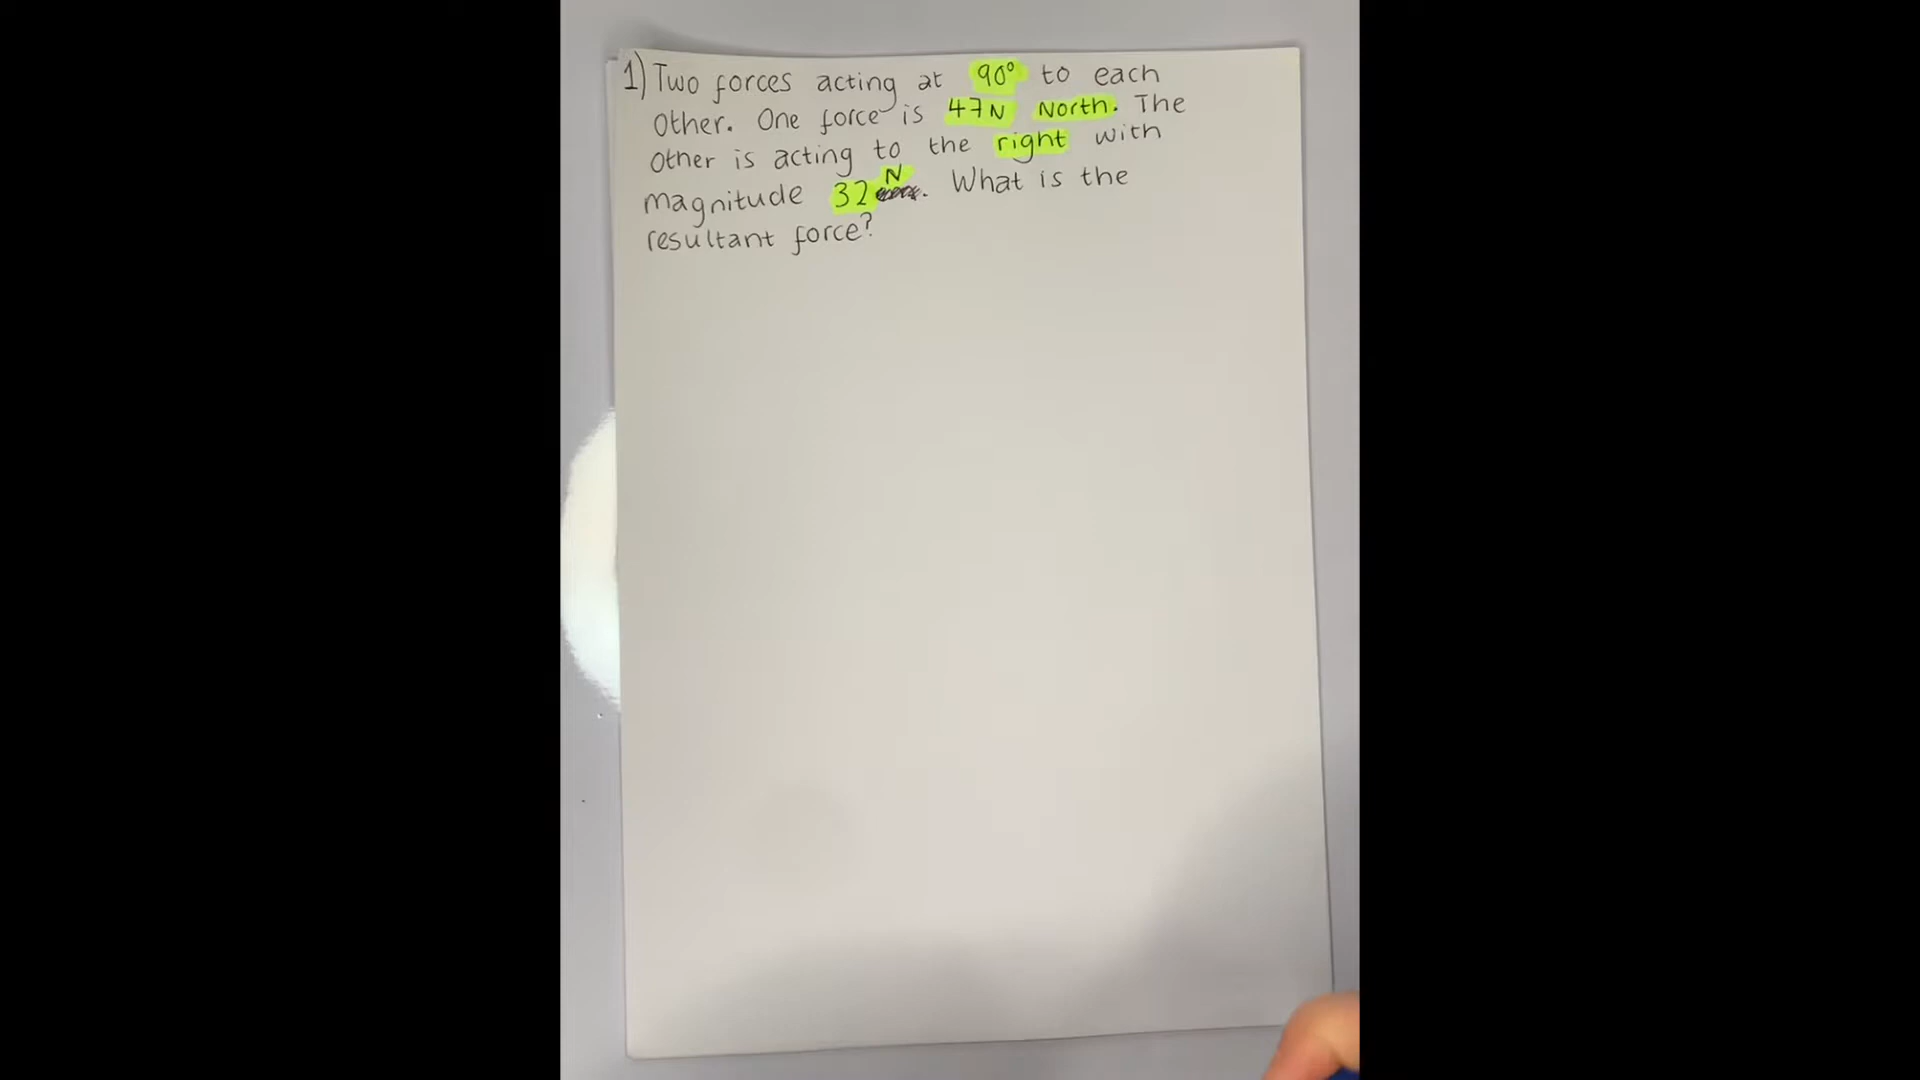 1) Two forces acting at 90° to each
other. One force is 47N North. The
other is acting to the right with
magnitude 32N. What is the
resultant force?